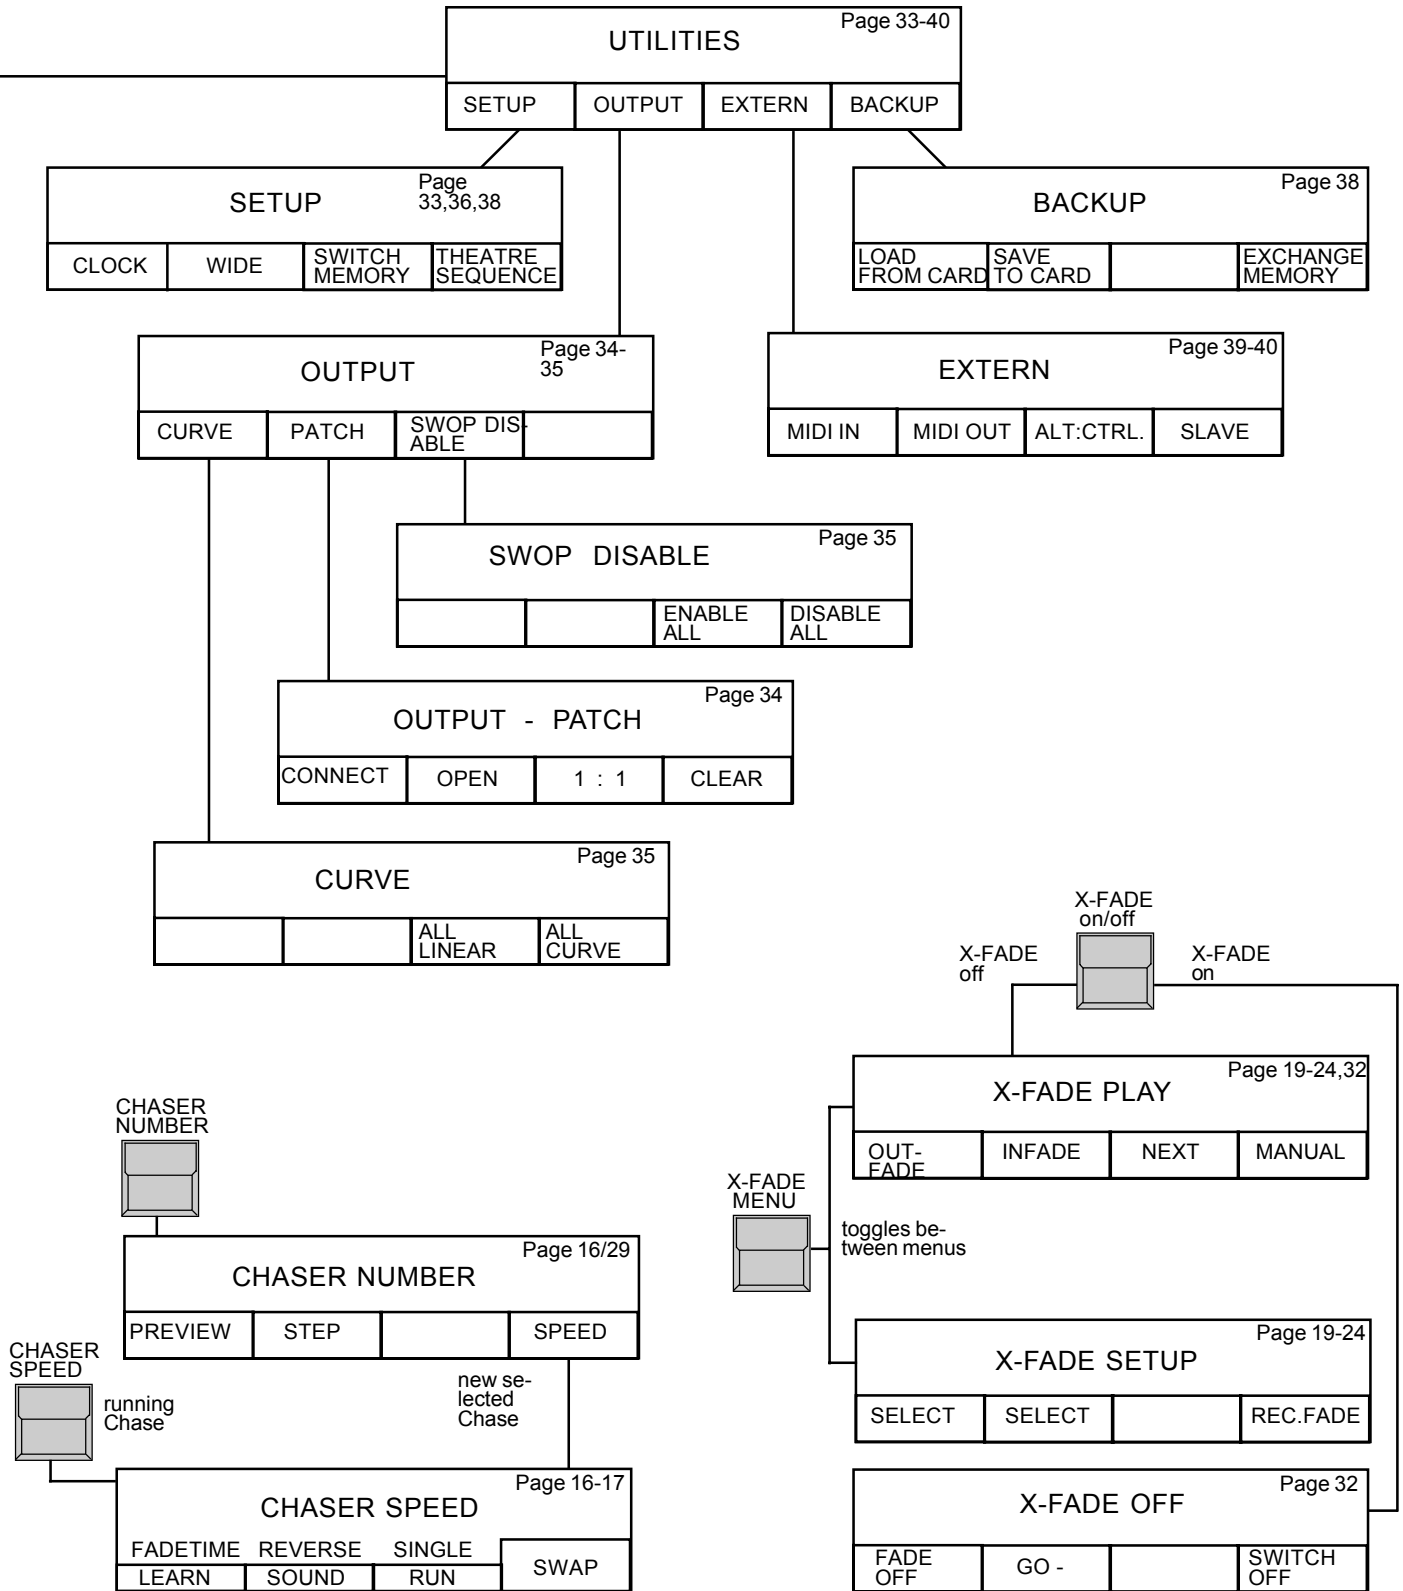 Page 33-40
UTILITIES
SETUP OUTPUT EXTERN BACKUP
Page
33,36,38
SETUP
CLOCK WIDE SWITCH
MEMORY THEATRE
SEQUENCE
Page 38
BACKUP
LOAD
FROM CARD SAVE
TO CARD EXCHANGE
MEMORY
Page 34-
35
OUTPUT
CURVE PATCH SWOP DIS-
ABLE
Page 39-40
EXTERN
MIDI IN MIDI OUT ALT:CTRL. SLAVE
Page 35
SWOP DISABLE
ENABLE
ALL DISABLE
ALL
Page 34
OUTPUT - PATCH
CONNECT OPEN 1 : 1 CLEAR
Page 35
CURVE
ALL
LINEAR ALL
CURVE
X-FADE
on/off
X-FADE
off
X-FADE
on
Page 19-24,32
X-FADE PLAY
OUT-
FADE INFADE NEXT MANUAL
X-FADE
MENU
toggles be-
tween menus
Page 19-24
X-FADE SETUP
SELECT SELECT REC.FADE
Page 32
X-FADE OFF
FADE
OFF GO - SWITCH
OFF
CHASER
NUMBER
Page 16/29
CHASER NUMBER
PREVIEW STEP SPEED
CHASER
SPEED
running
Chase
new se-
lected
Chase
Page 16-17
CHASER SPEED
FADETIME REVERSE SINGLE
LEARN SOUND RUN SWAP